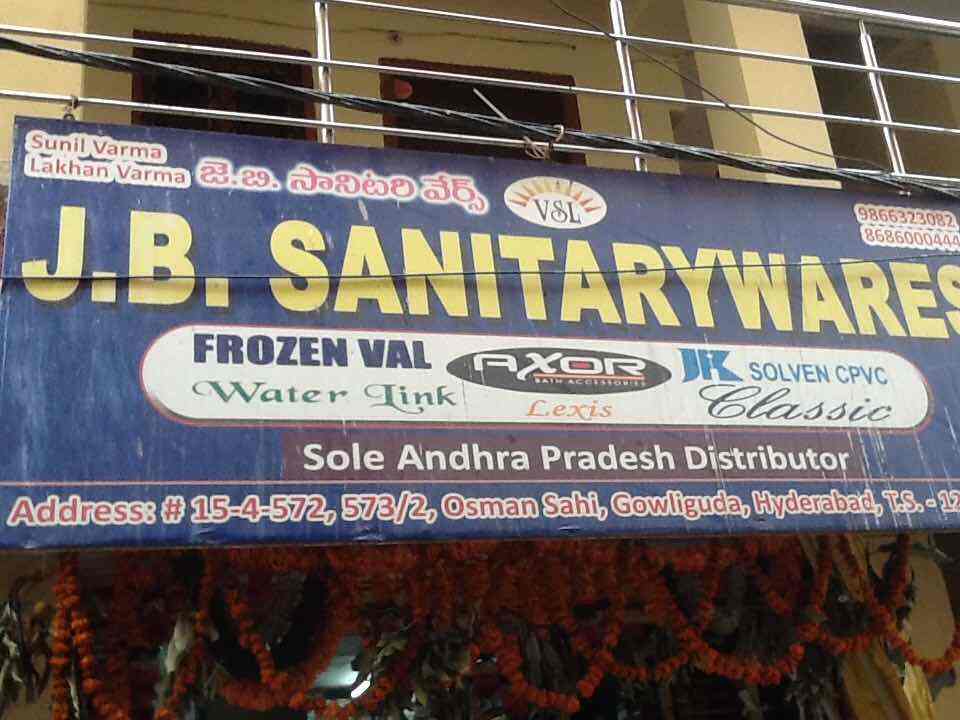 Sunil Varma
Lakhan Varma
జె.బి. సానిటరి వేర్స్
VSL
9866323082
8686000444
J.B. SANITARYWARES
FROZEN VAL
Water Link
AXOR
BATH ACCESSORIES
Lexis
JK SOLVEN CPVC
Classic
Sole Andhra Pradesh Distributor
Address: # 15-4-572, 573/2, Osman Sahi, Gowliguda, Hyderabad, T.S. - 12